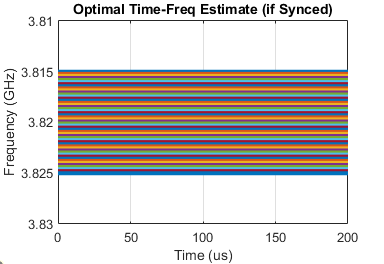 Optimal Time-Freq Estimate (if Synced)
3.81
3.815
3.82
3.825
3.83
Frequency (GHz)
0 50 100 150 200
Time (us)